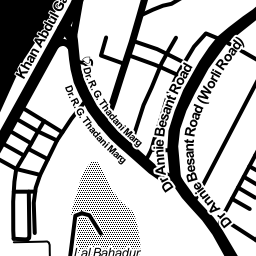 Khan Abdul Ga
Dr. R. G. Thadani Marg
Dr. R. G. Thadani Marg
Dr Annie Besant Road
Dr Annie Besant Road (Worli Road)
Lal Bahadur